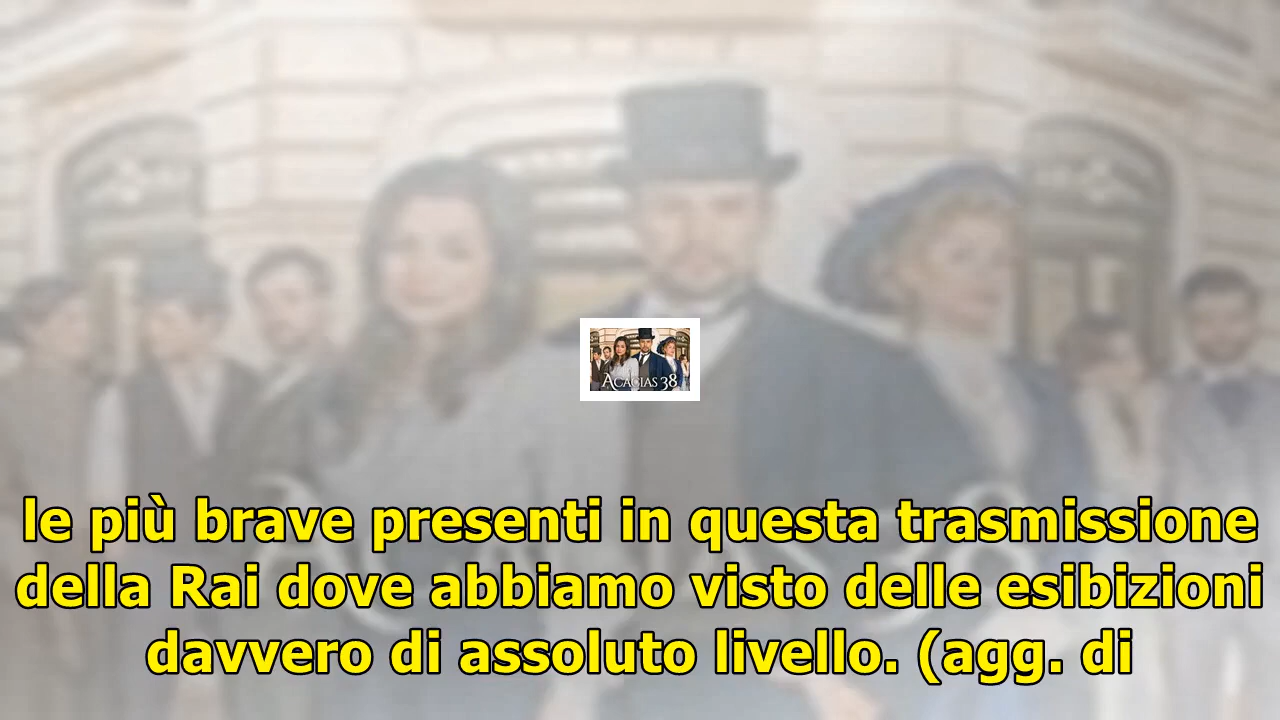 ACACIAS 38
le più brave presenti in questa trasmissione
della Rai dove abbiamo visto delle esibizioni
davvero di assoluto livello. (agg. di